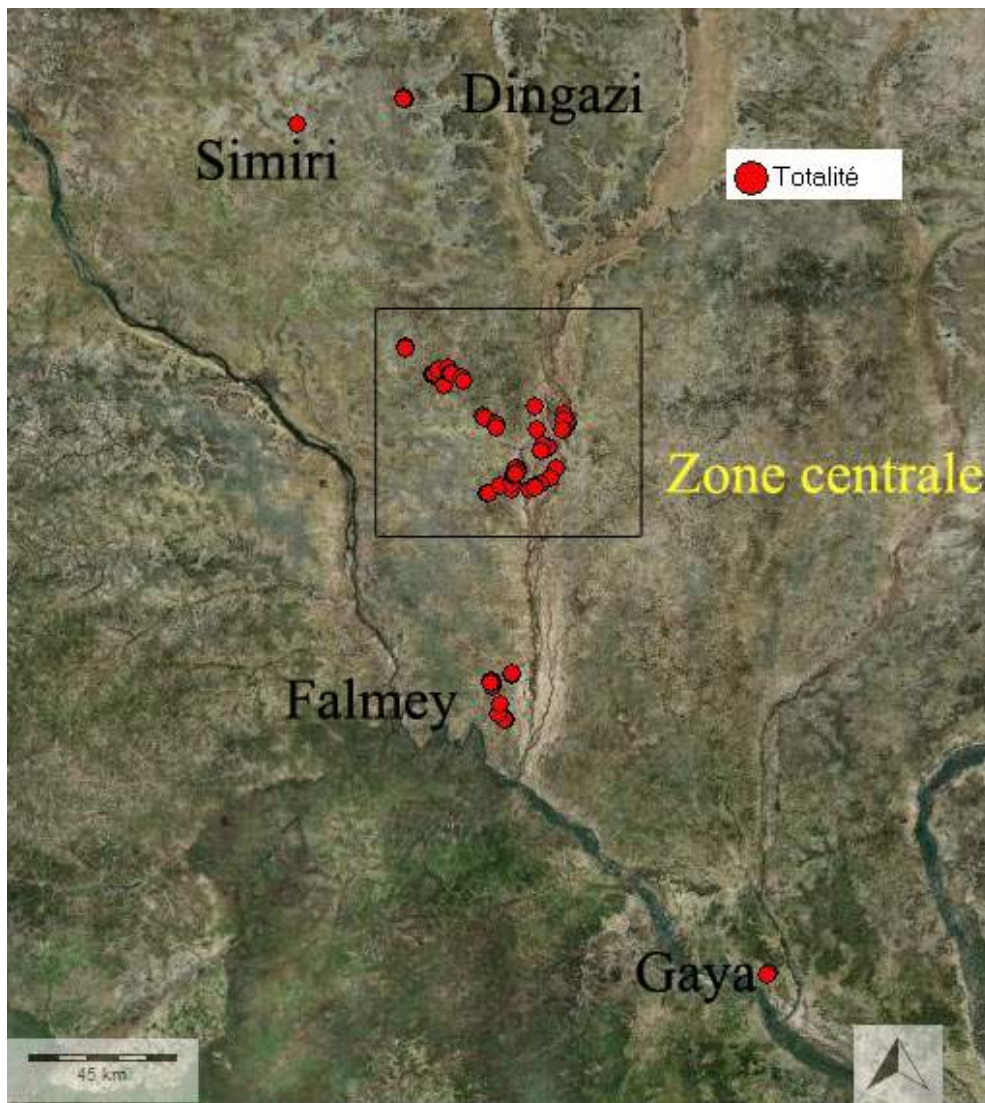 Dingazi
Simiri
Totalité
Zone centrale
Falmey
Gaya
45 km